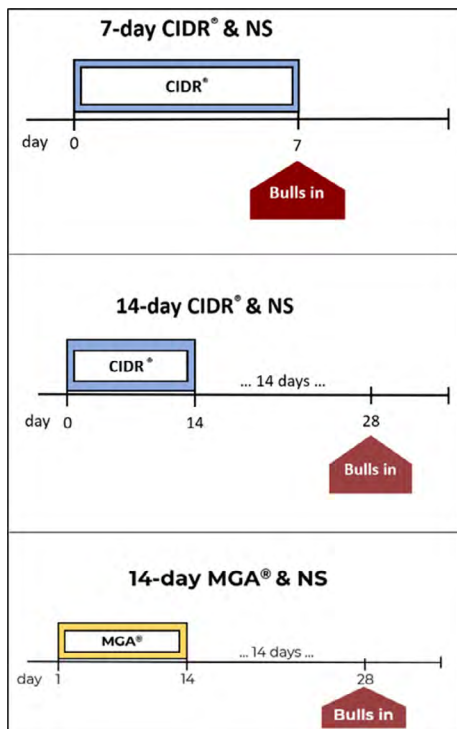 7-day CIDR® & NS
CIDR®
day 0 7
Bulls in
14-day CIDR® & NS
CIDR®
... 14 days ...
day 0 14 28
Bulls in
14-day MGA® & NS
MGA®
... 14 days ...
day 1 14 28
Bulls in